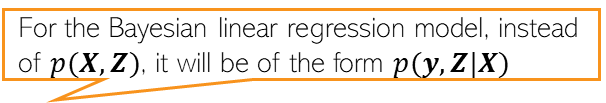 For the Bayesian linear regression model, instead
of p(X, Z), it will be of the form p(y, Z|X)